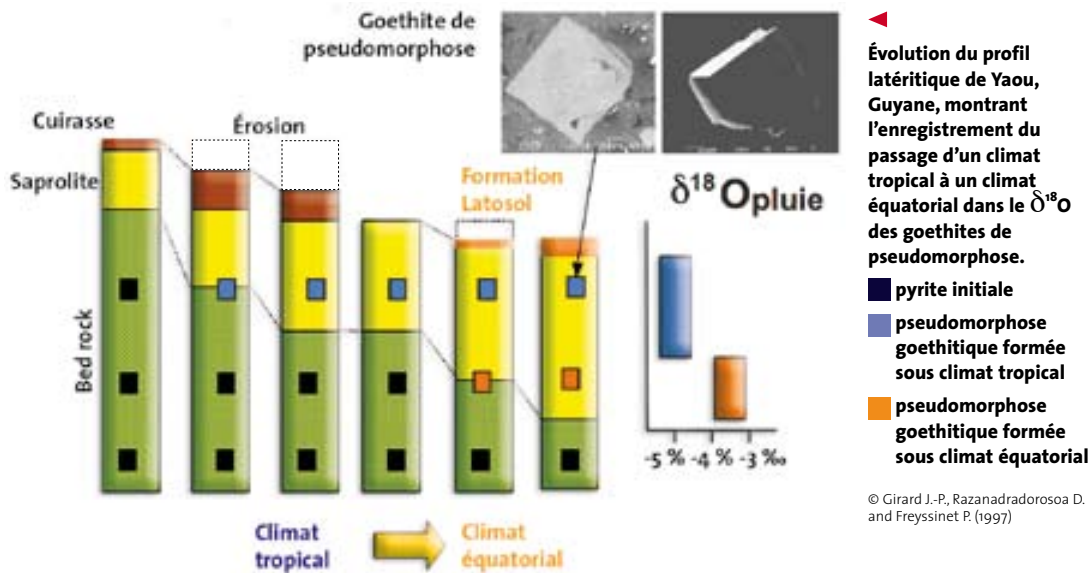 Goethite de
pseudomorphose
Cuirasse
Érosion
Saprolite
Formation
Latosol
δ18Opluie
Bed rock
-5 % -4 % -3 ‰
Climat
tropical
Climat
équatorial
Évolution du profil
latéritique de Yaou,
Guyane, montrant
l'enregistrement du
passage d'un climat
tropical à un climat
équatorial dans le δ18O
des goethites de
pseudomorphose.
pyrite initiale
pseudomorphose
goethitique formée
sous climat tropical
pseudomorphose
goethitique formée
sous climat équatorial
© Girard J.-P., Razanadradorosoa D.
and Freyssinet P. (1997)